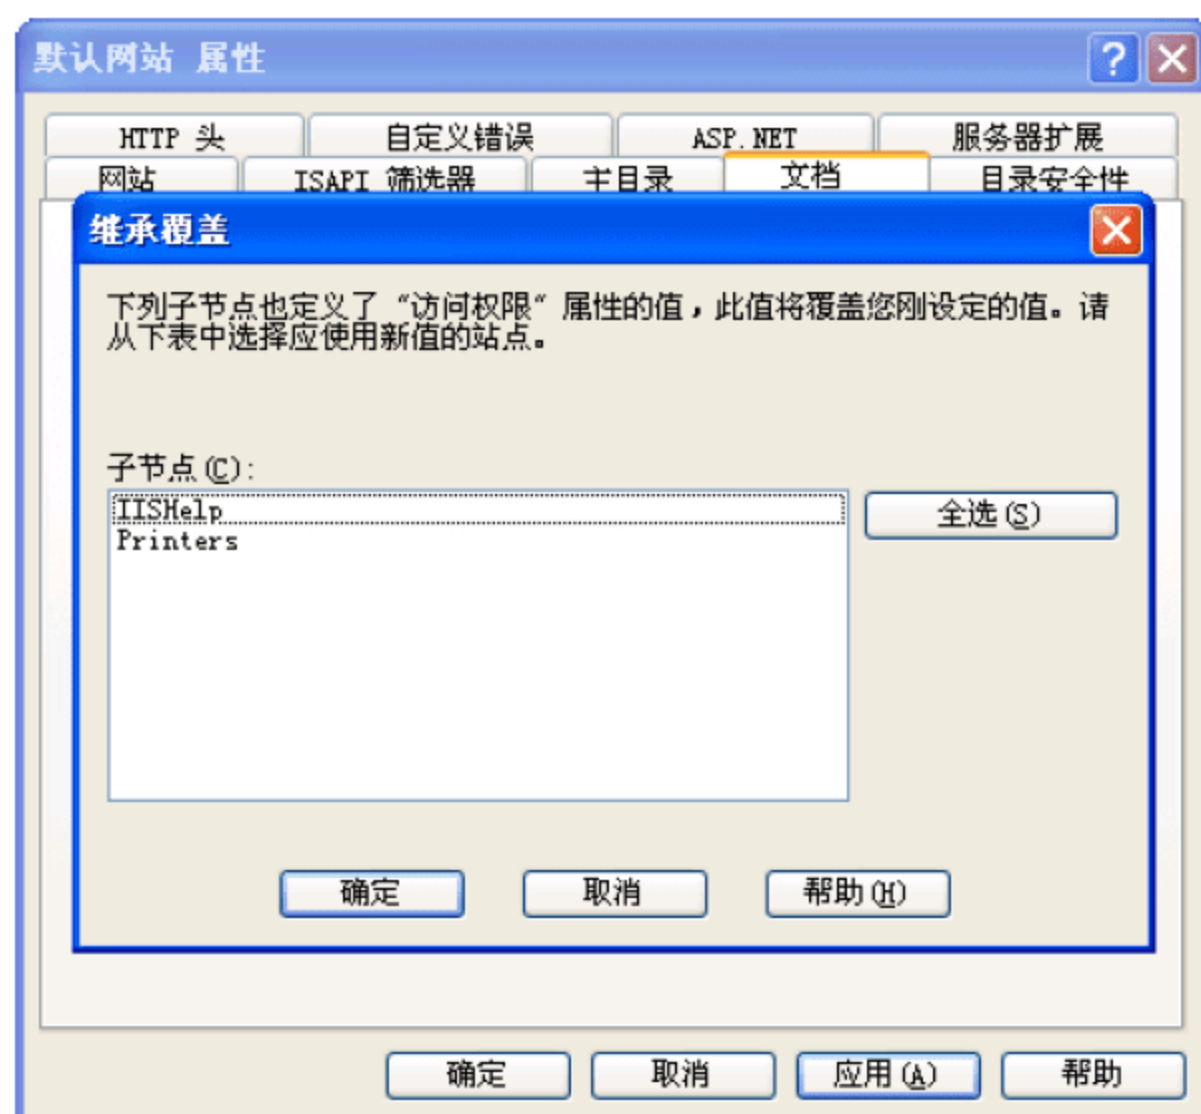 默认网站 属性
HTTP 头 自定义错误 ASP.NET 服务器扩展
网站 ISAPI 筛选器 主目录 文档 目录安全性
继承覆盖
下列子节点也定义了“访问权限”属性的值，此值将覆盖您刚设定的值。请
从下表中选择应使用新值的站点。
子节点(C):
IISHelp
Printers
全选(S)
确定 取消 帮助(H)
确定 取消 应用(A) 帮助